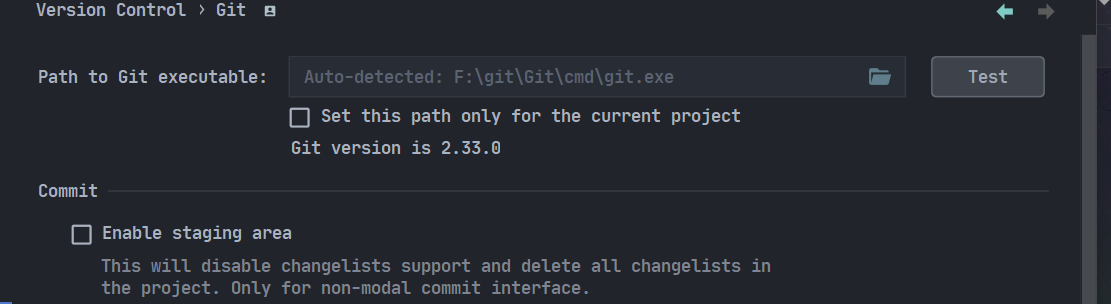 Version Control › Git
Path to Git executable: Auto-detected: F:\git\Git\cmd\git.exe Test
Set this path only for the current project
Git version is 2.33.0
Commit
Enable staging area
This will disable changelists support and delete all changelists in
the project. Only for non-modal commit interface.